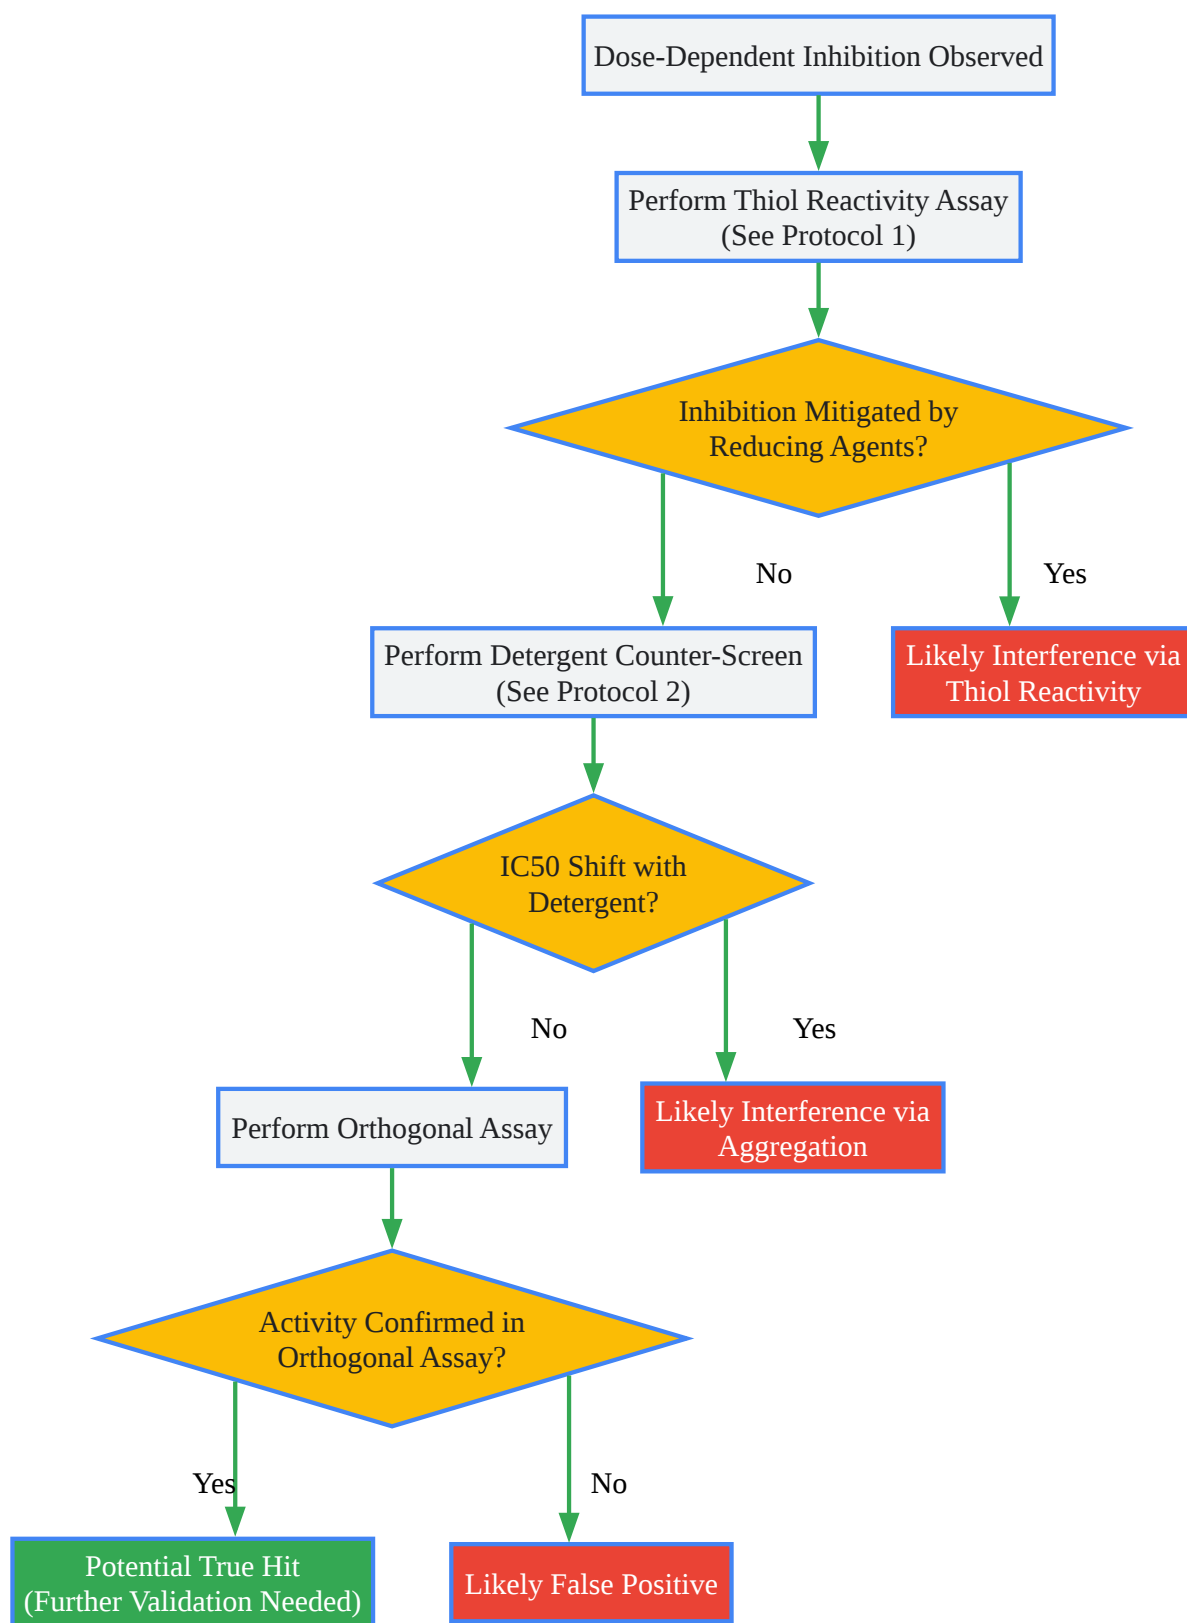 Dose-Dependent Inhibition Observed
Perform Thiol Reactivity Assay
(See Protocol 1)
Inhibition Mitigated by
Reducing Agents?
No
Yes
Perform Detergent Counter-Screen
(See Protocol 2)
Likely Interference via
Thiol Reactivity
IC50 Shift with
Detergent?
No
Yes
Perform Orthogonal Assay
Likely Interference via
Aggregation
Activity Confirmed in
Orthogonal Assay?
Yes
No
Potential True Hit
(Further Validation Needed)
Likely False Positive